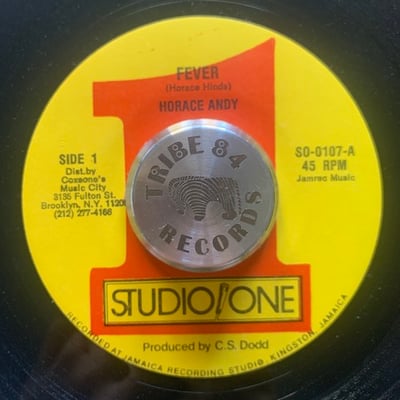 FEVER
(Horace Hinds)
HORACE ANDY
SIDE 1
Dist.by
Coxsone's
Music City
3135 Fulton St.
Brooklyn, N.Y. 11208
(212) 277-4166
SO-0107-A
45 RPM
Jamrec Music
TRIBE 84
RECORDS
STUDIO ONE
Produced by C.S. Dodd
RECORDED AT JAMAICA RECORDING STUDIO, KINGSTON, JAMAICA